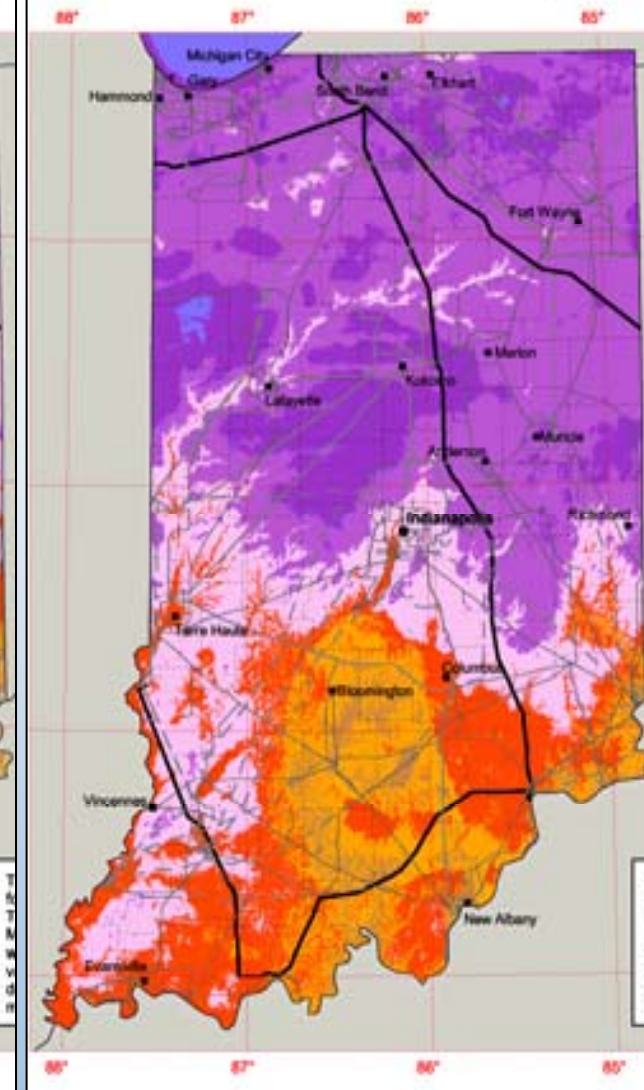 88° 87° 86° 85°
Michigan City
Gary
South Bend
Elkhart
Hammond
Fort Wayne
Marion
Kokomo
Lafayette
Muncie
Anderson
Indianapolis
Richmond
Terre Haute
Columbus
Bloomington
Vincennes
New Albany
Evansville
T
fo
T
M
w
v
d
m
88° 87° 86° 85°